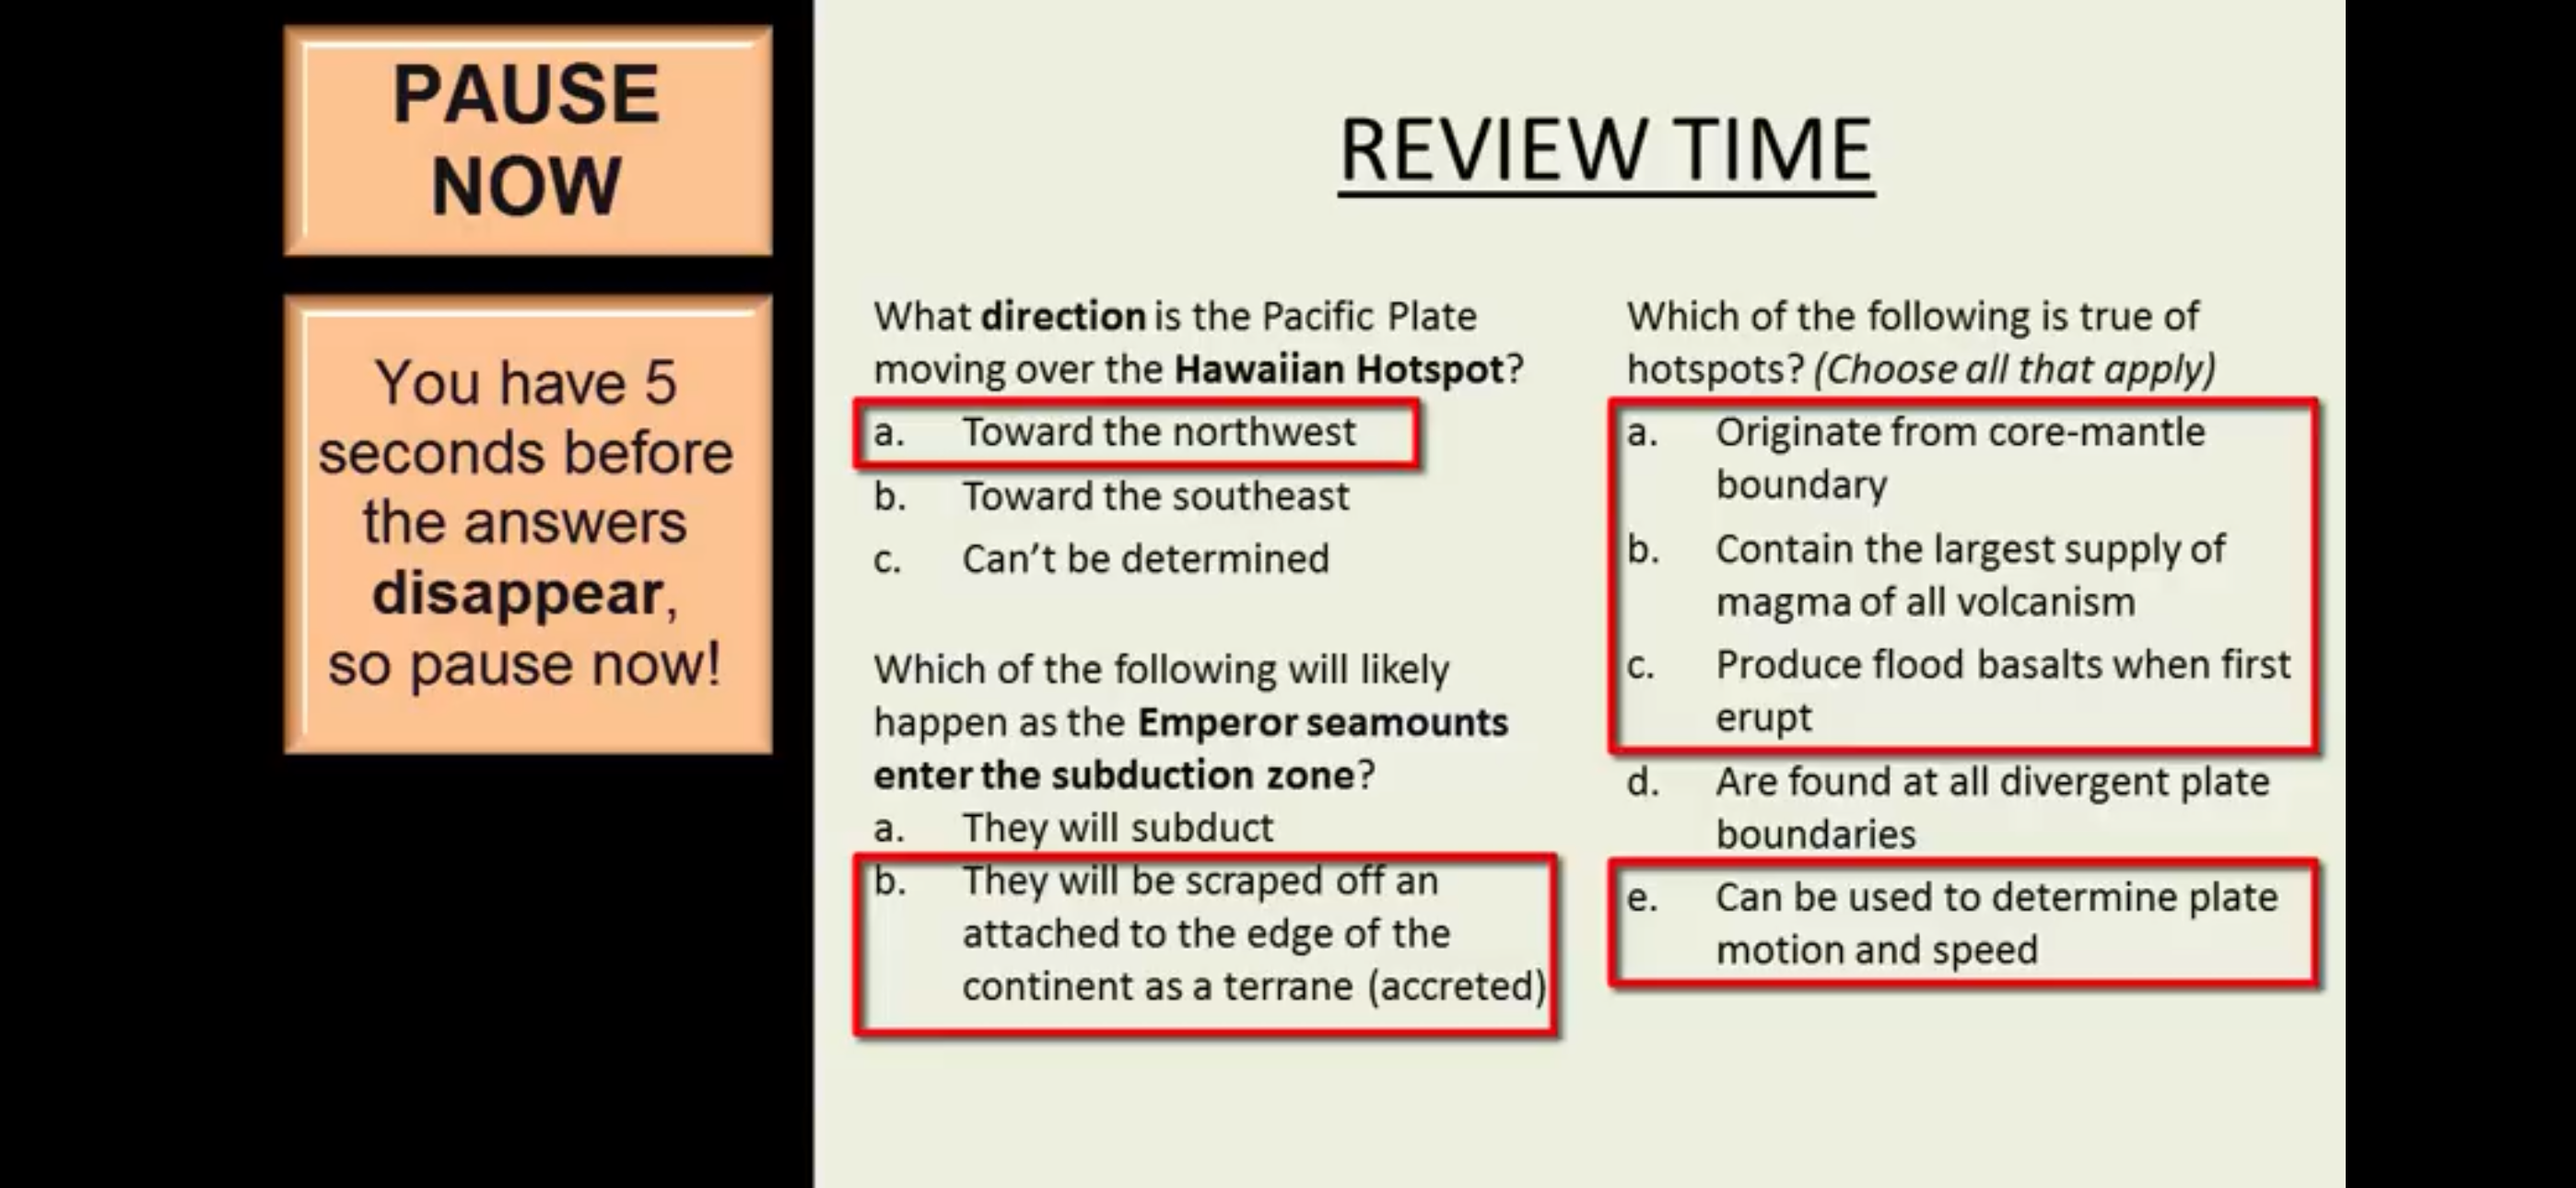 PAUSE
NOW
You have 5
seconds before
the answers
disappear,
so pause now!
REVIEW TIME
What direction is the Pacific Plate
moving over the Hawaiian Hotspot?
a. Toward the northwest
b. Toward the southeast
c. Can't be determined
Which of the following will likely
happen as the Emperor seamounts
enter the subduction zone?
a. They will subduct
b. They will be scraped off an
attached to the edge of the
continent as a terrane (accreted)
Which of the following is true of
hotspots? (Choose all that apply)
a. Originate from core-mantle
boundary
b. Contain the largest supply of
magma of all volcanism
c. Produce flood basalts when first
erupt
d. Are found at all divergent plate
boundaries
e. Can be used to determine plate
motion and speed